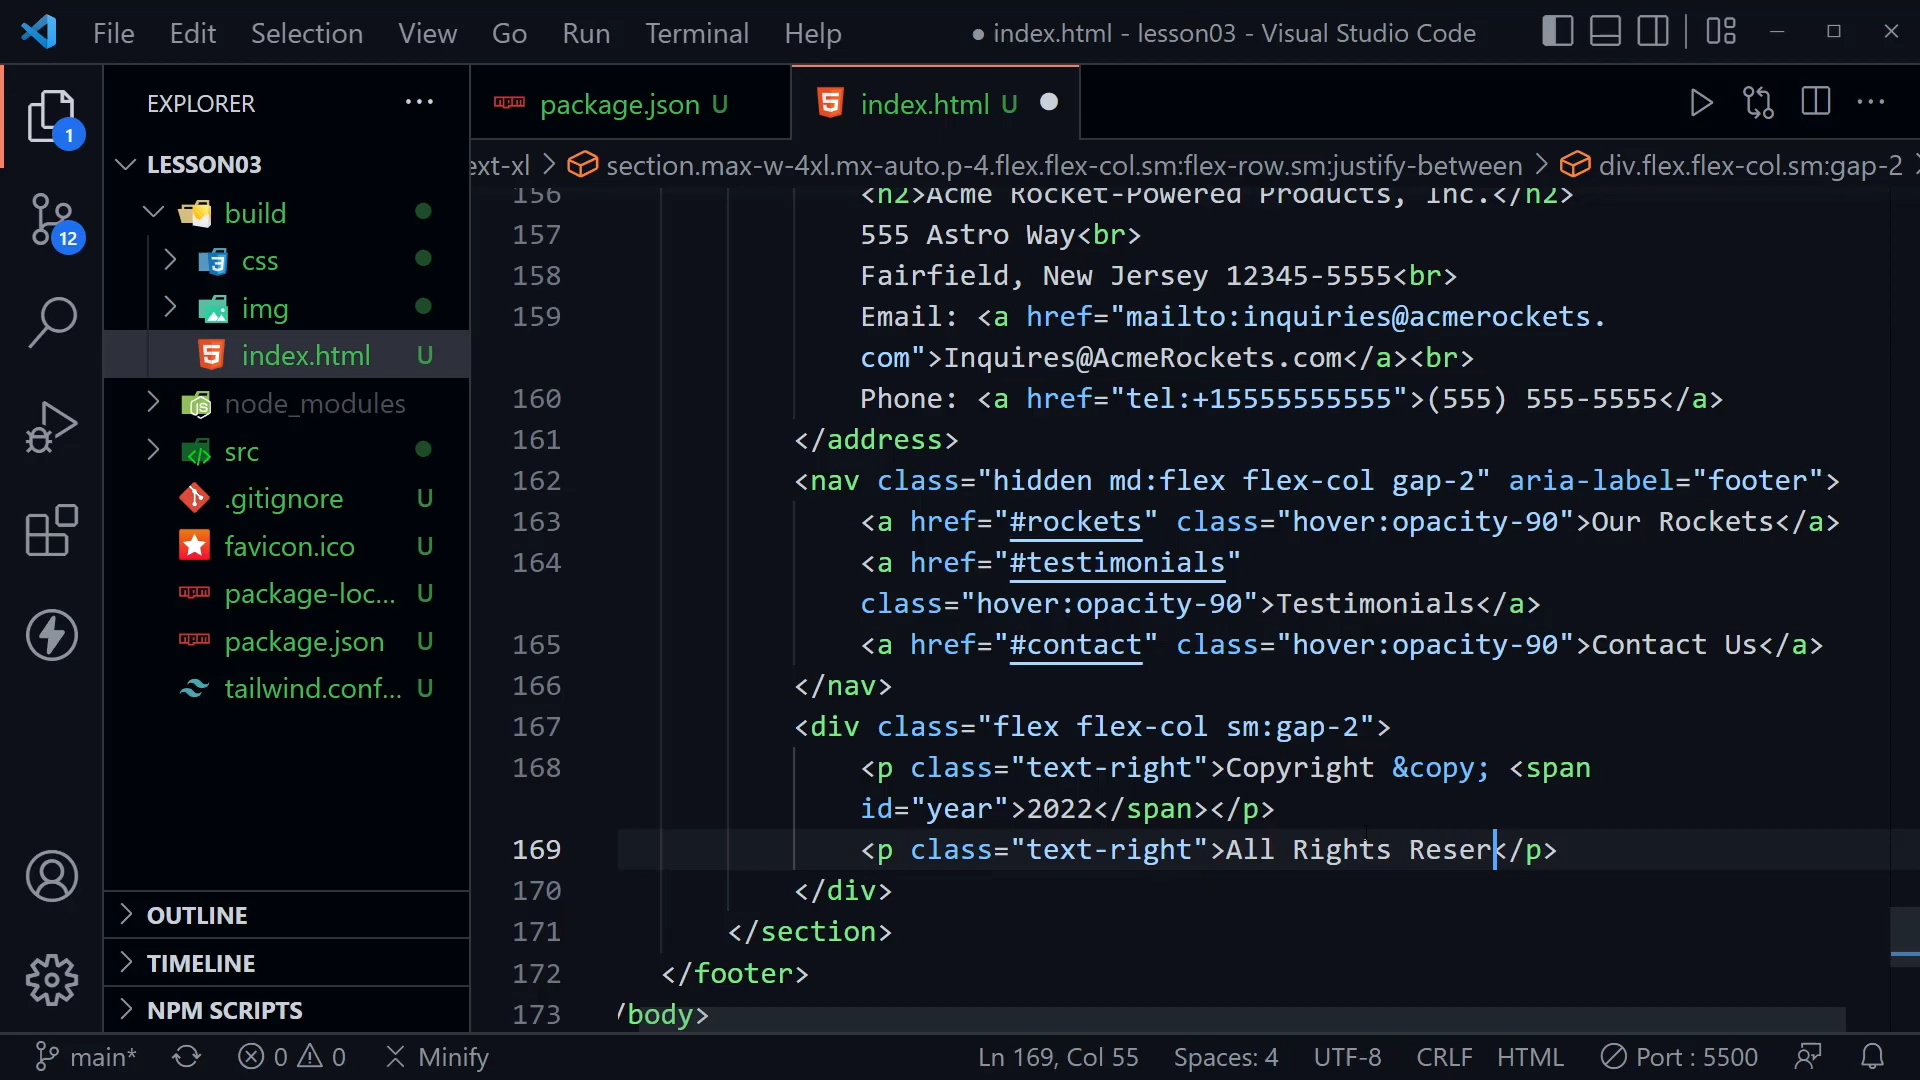 File Edit Selection View Go Run Terminal Help
● index.html - lesson03 - Visual Studio Code
EXPLORER
package.json U
index.html U
1
LESSON03
ext-xl > section.max-w-4xl.mx-auto.p-4.flex.flex-col.sm:flex-row.sm:justify-between > div.flex.flex-col.sm:gap-2 >
build
12
css
img
index.html U
node_modules
src
.gitignore U
favicon.ico U
package-loc... U
package.json U
tailwind.conf... U
OUTLINE
TIMELINE
NPM SCRIPTS
156 <h2>Acme Rocket-Powered Products, Inc.</h2>
157 555 Astro Way<br>
158 Fairfield, New Jersey 12345-5555<br>
159 Email: <a href="mailto:inquiries@acmerockets.
com">Inquires@AcmeRockets.com</a><br>
160 Phone: <a href="tel:+15555555555">(555) 555-5555</a>
161 </address>
162 <nav class="hidden md:flex flex-col gap-2" aria-label="footer">
163 <a href="#rockets" class="hover:opacity-90">Our Rockets</a>
164 <a href="#testimonials"
class="hover:opacity-90">Testimonials</a>
165 <a href="#contact" class="hover:opacity-90">Contact Us</a>
166 </nav>
167 <div class="flex flex-col sm:gap-2">
168 <p class="text-right">Copyright &copy; <span
id="year">2022</span></p>
169 <p class="text-right">All Rights Reser</p>
170 </div>
171 </section>
172 </footer>
173 /body>
main* 0 0 Minify
Ln 169, Col 55 Spaces: 4 UTF-8 CRLF HTML Port : 5500